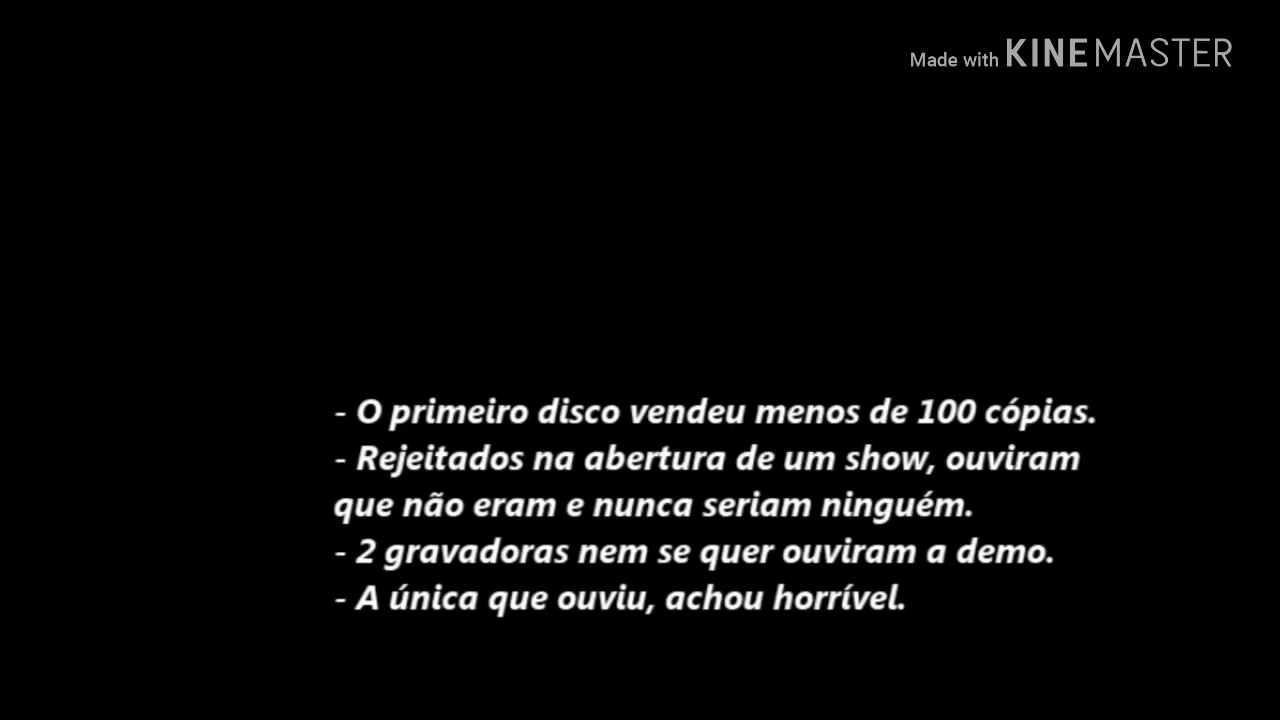 Made with KINEMASTER
- O primeiro disco vendeu menos de 100 cópias.
- Rejeitados na abertura de um show, ouviram
que não eram e nunca seriam ninguém.
- 2 gravadoras nem se quer ouviram a demo.
- A única que ouviu, achou horrível.